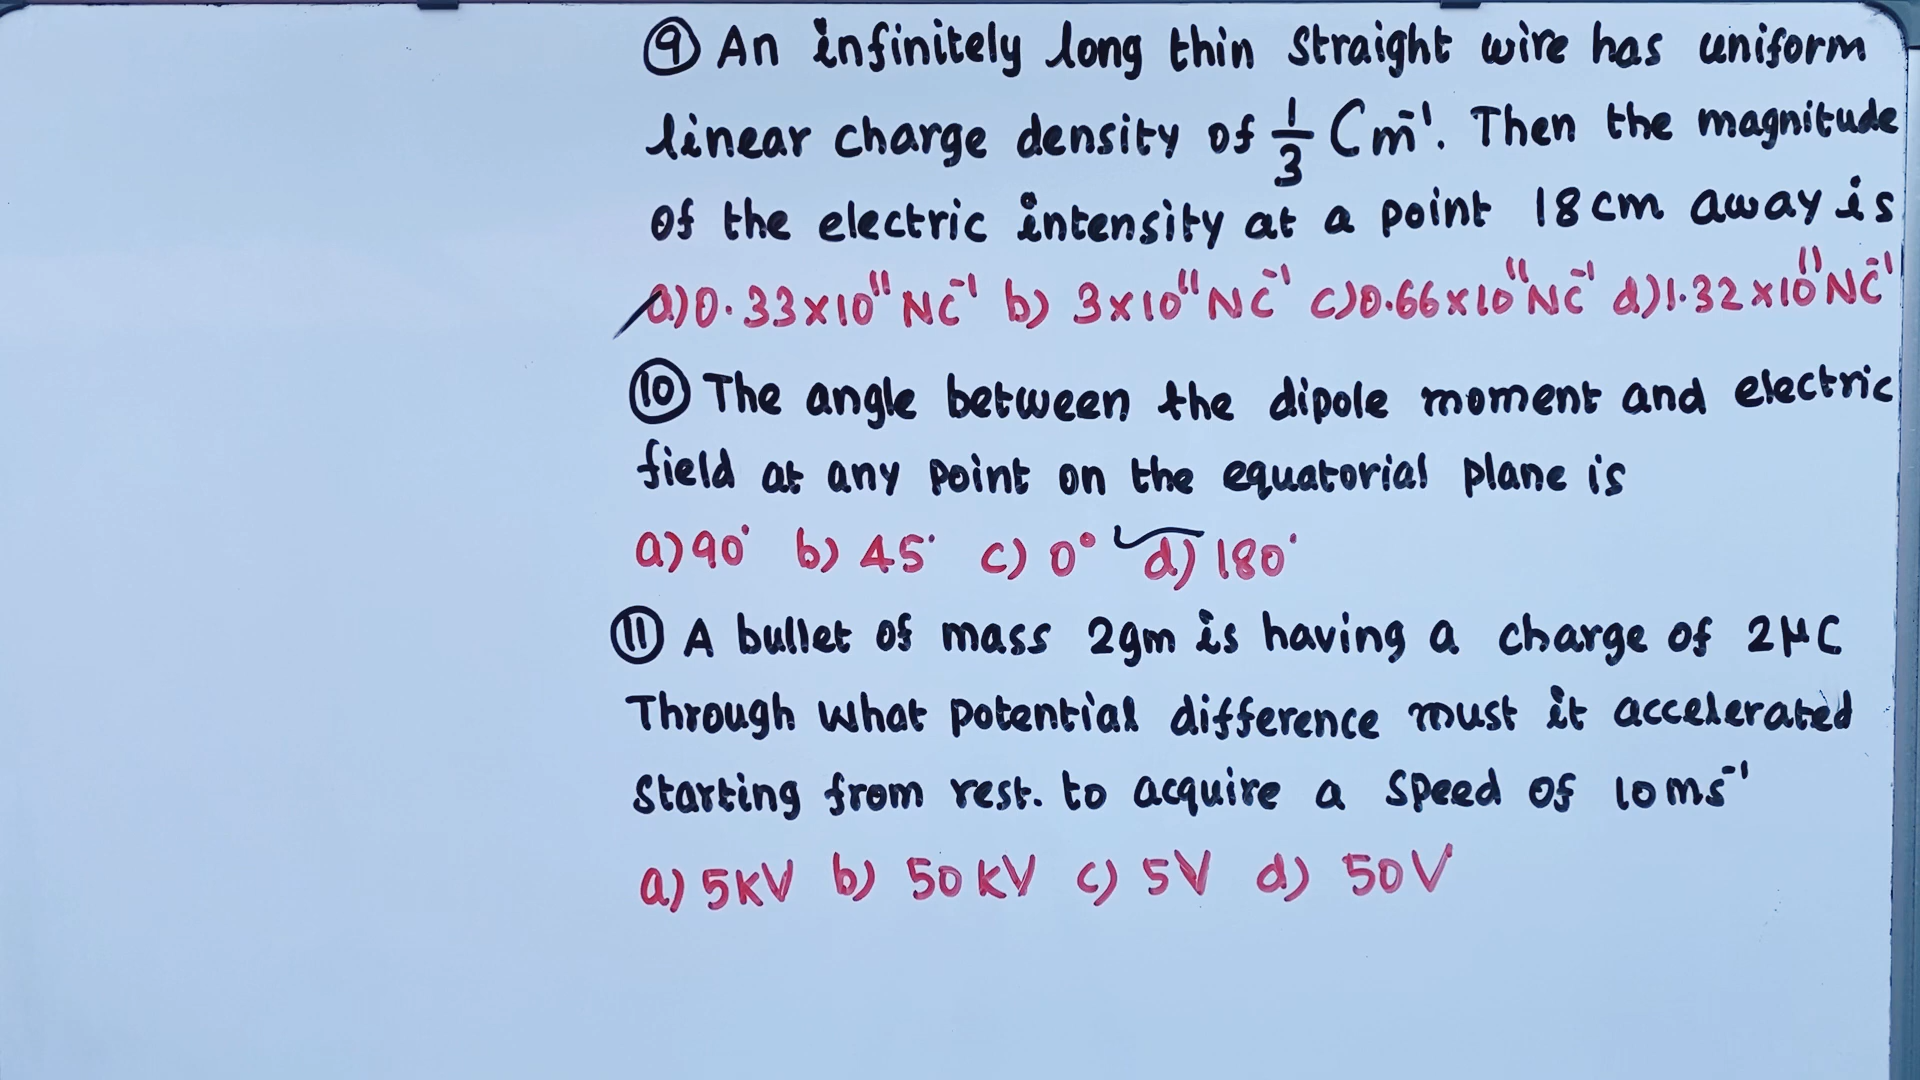 ⑨ An infinitely long thin straight wire has uniform
linear charge density of 1/3 Cm⁻¹. Then the magnitude
of the electric intensity at a point 18cm away is
a) 0.33×10¹¹ NC⁻¹ b) 3×10¹¹ NC⁻¹ c) 0.66×10¹¹ NC⁻¹ d) 1.32×10¹¹ NC⁻¹
⑩ The angle between the dipole moment and electric
field at any point on the equatorial plane is
a) 90° b) 45° c) 0° d) 180°
⑪ A bullet of mass 2gm is having a charge of 2μC
Through what potential difference must it accelerated
starting from rest. to acquire a speed of 10ms⁻¹
a) 5kV b) 50kV c) 5V d) 50V